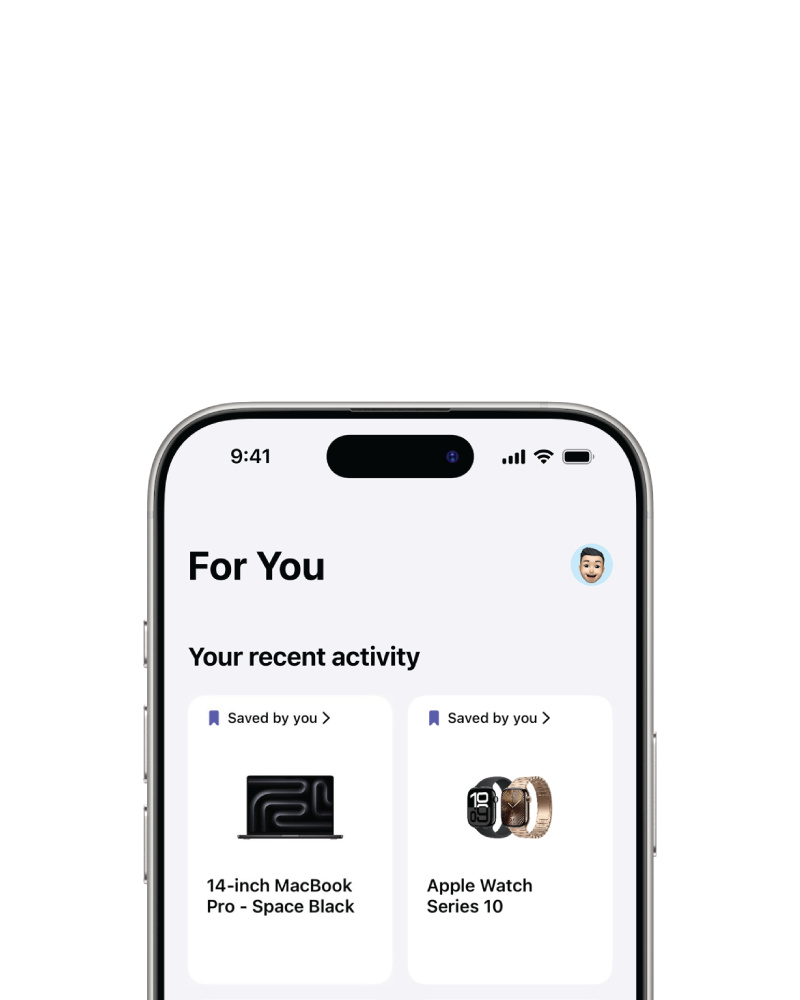 9:41
For You
Your recent activity
Saved by you
14-inch MacBook
Pro - Space Black
Saved by you
10
09
Apple Watch
Series 10